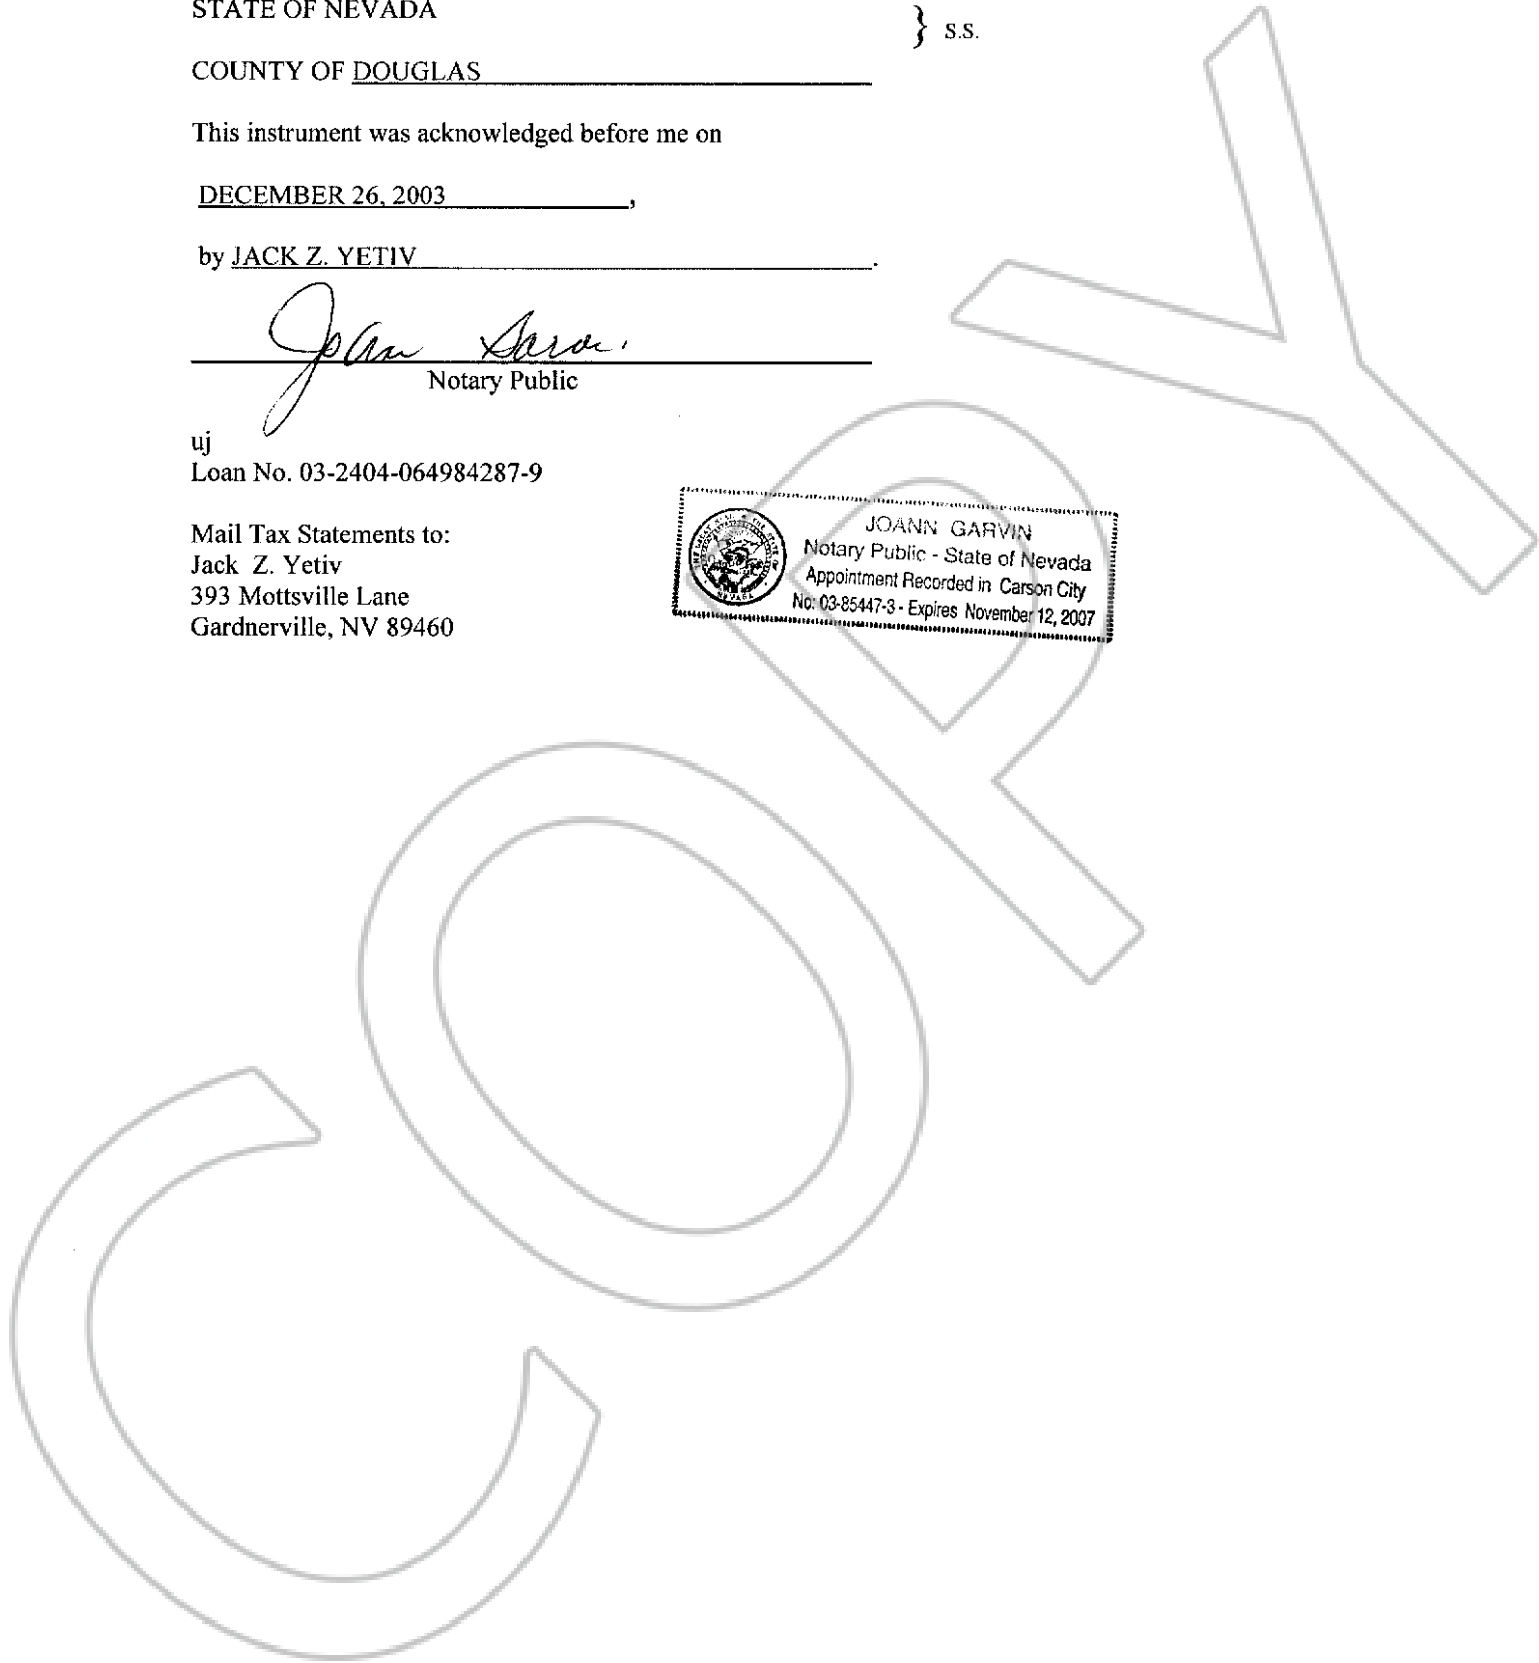 STATE OF NEVADA
} s.s.
COUNTY OF DOUGLAS
This instrument was acknowledged before me on
DECEMBER 26, 2003,
by JACK Z. YETIV.
JoAnn Garvin
Notary Public
uj
Loan No. 03-2404-064984287-9
Mail Tax Statements to:
Jack Z. Yetiv
393 Mottsville Lane
Gardnerville, NV 89460
JOANN GARVIN
Notary Public - State of Nevada
Appointment Recorded in Carson City
No: 03-85447-3 - Expires November 12, 2007
NEVADA
COPY